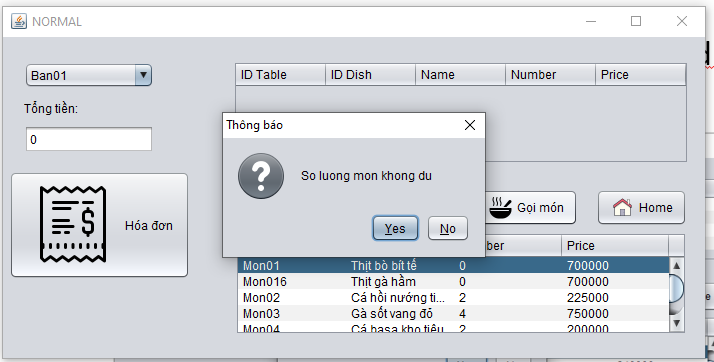 NORMAL
Ban01
ID Table ID Dish Name Number Price
Tổng tiền:
0
Thông báo
So luong mon khong du
Yes No
Hóa đơn
Gọi món
Home
Price
Mon01 Thịt bò bít tế 0 700000
Mon016 Thịt gà hầm 0 700000
Mon02 Cá hồi nướng ti... 2 225000
Mon03 Gà sốt vang đỏ 4 750000
Mon04 Cá basa kho tiêu 2 200000